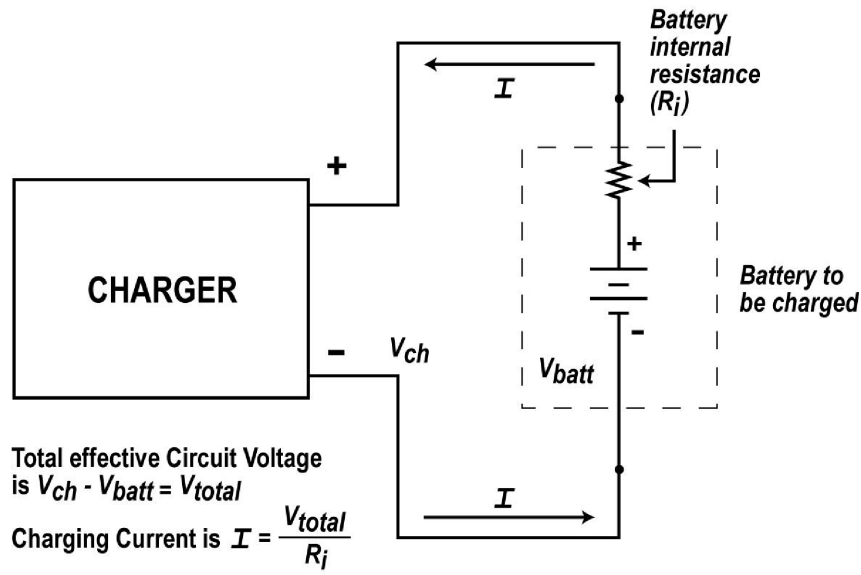 Battery
internal
resistance
(Ri)
I
+
CHARGER
+
Battery to
be charged
-
Vch
-
Vbatt
Total effective Circuit Voltage
is Vch - Vbatt = Vtotal
I
Charging Current is I = Vtotal / Ri